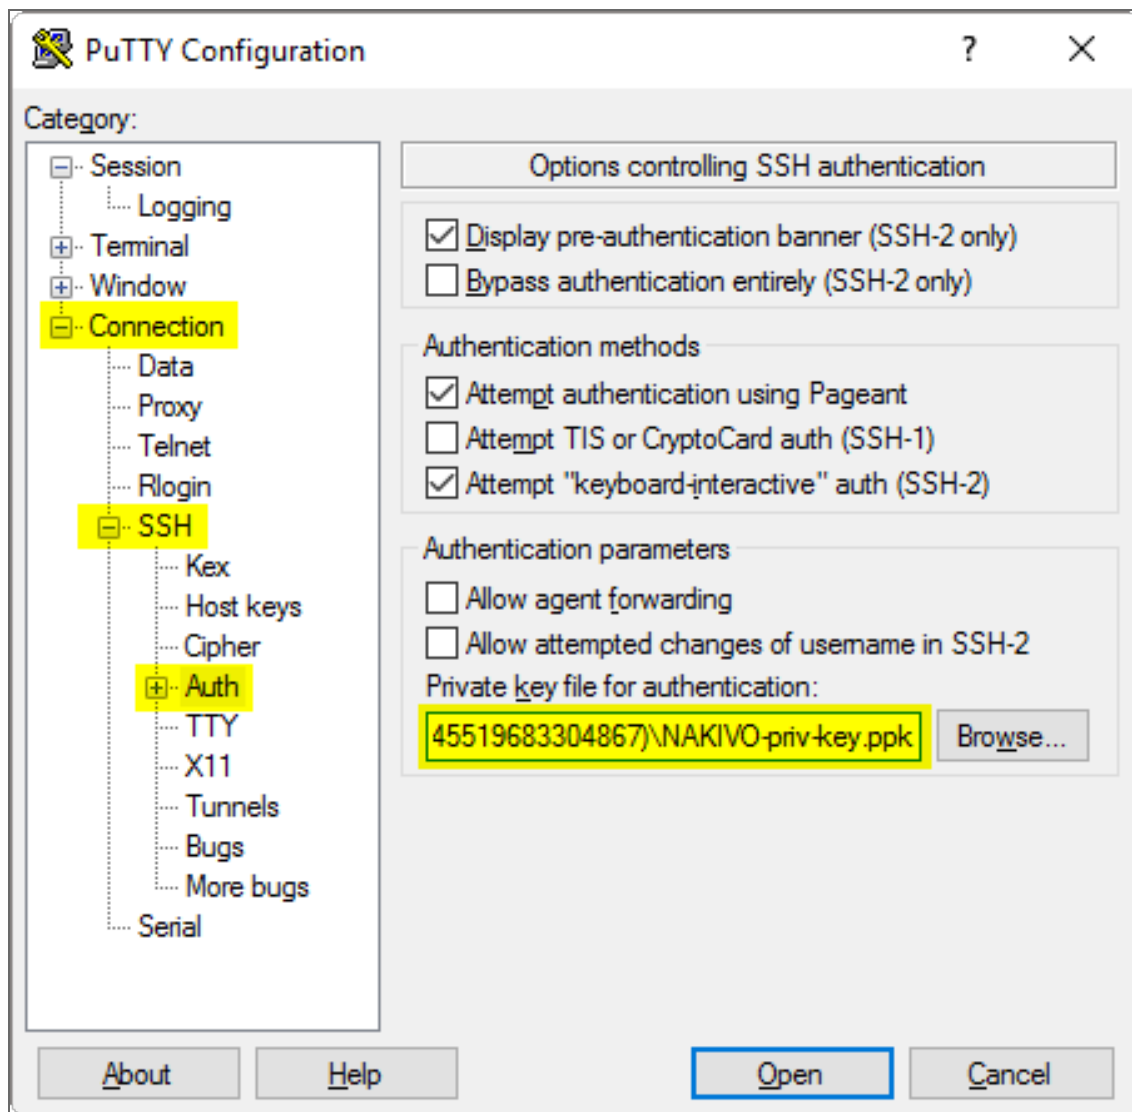 PuTTY Configuration
?
Category:
Session
Logging
Terminal
Window
Connection
Data
Proxy
Telnet
Rlogin
SSH
Kex
Host keys
Cipher
Auth
TTY
X11
Tunnels
Bugs
More bugs
Serial
Options controlling SSH authentication
Display pre-authentication banner (SSH-2 only)
Bypass authentication entirely (SSH-2 only)
Authentication methods
Attempt authentication using Pageant
Attempt TIS or CryptoCard auth (SSH-1)
Attempt "keyboard-interactive" auth (SSH-2)
Authentication parameters
Allow agent forwarding
Allow attempted changes of username in SSH-2
Private key file for authentication:
45519683304867)\NAKIVO-priv-key.ppk
Browse...
About
Help
Open
Cancel